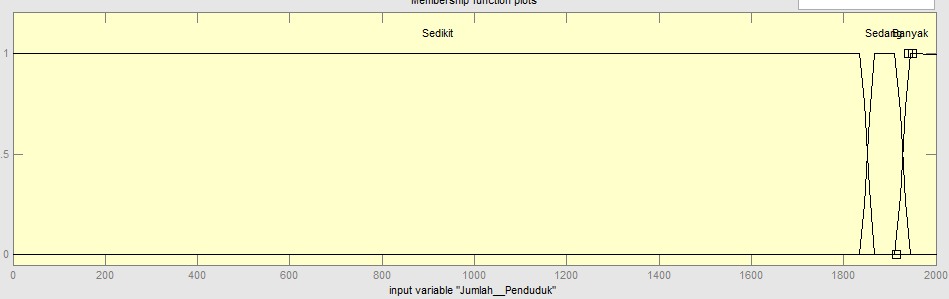 Membership function plots
Sedikit
Sedang
Banyak
1
.5
0
0 200 400 600 800 1000 1200 1400 1600 1800 2000
input variable "Jumlah__Penduduk"